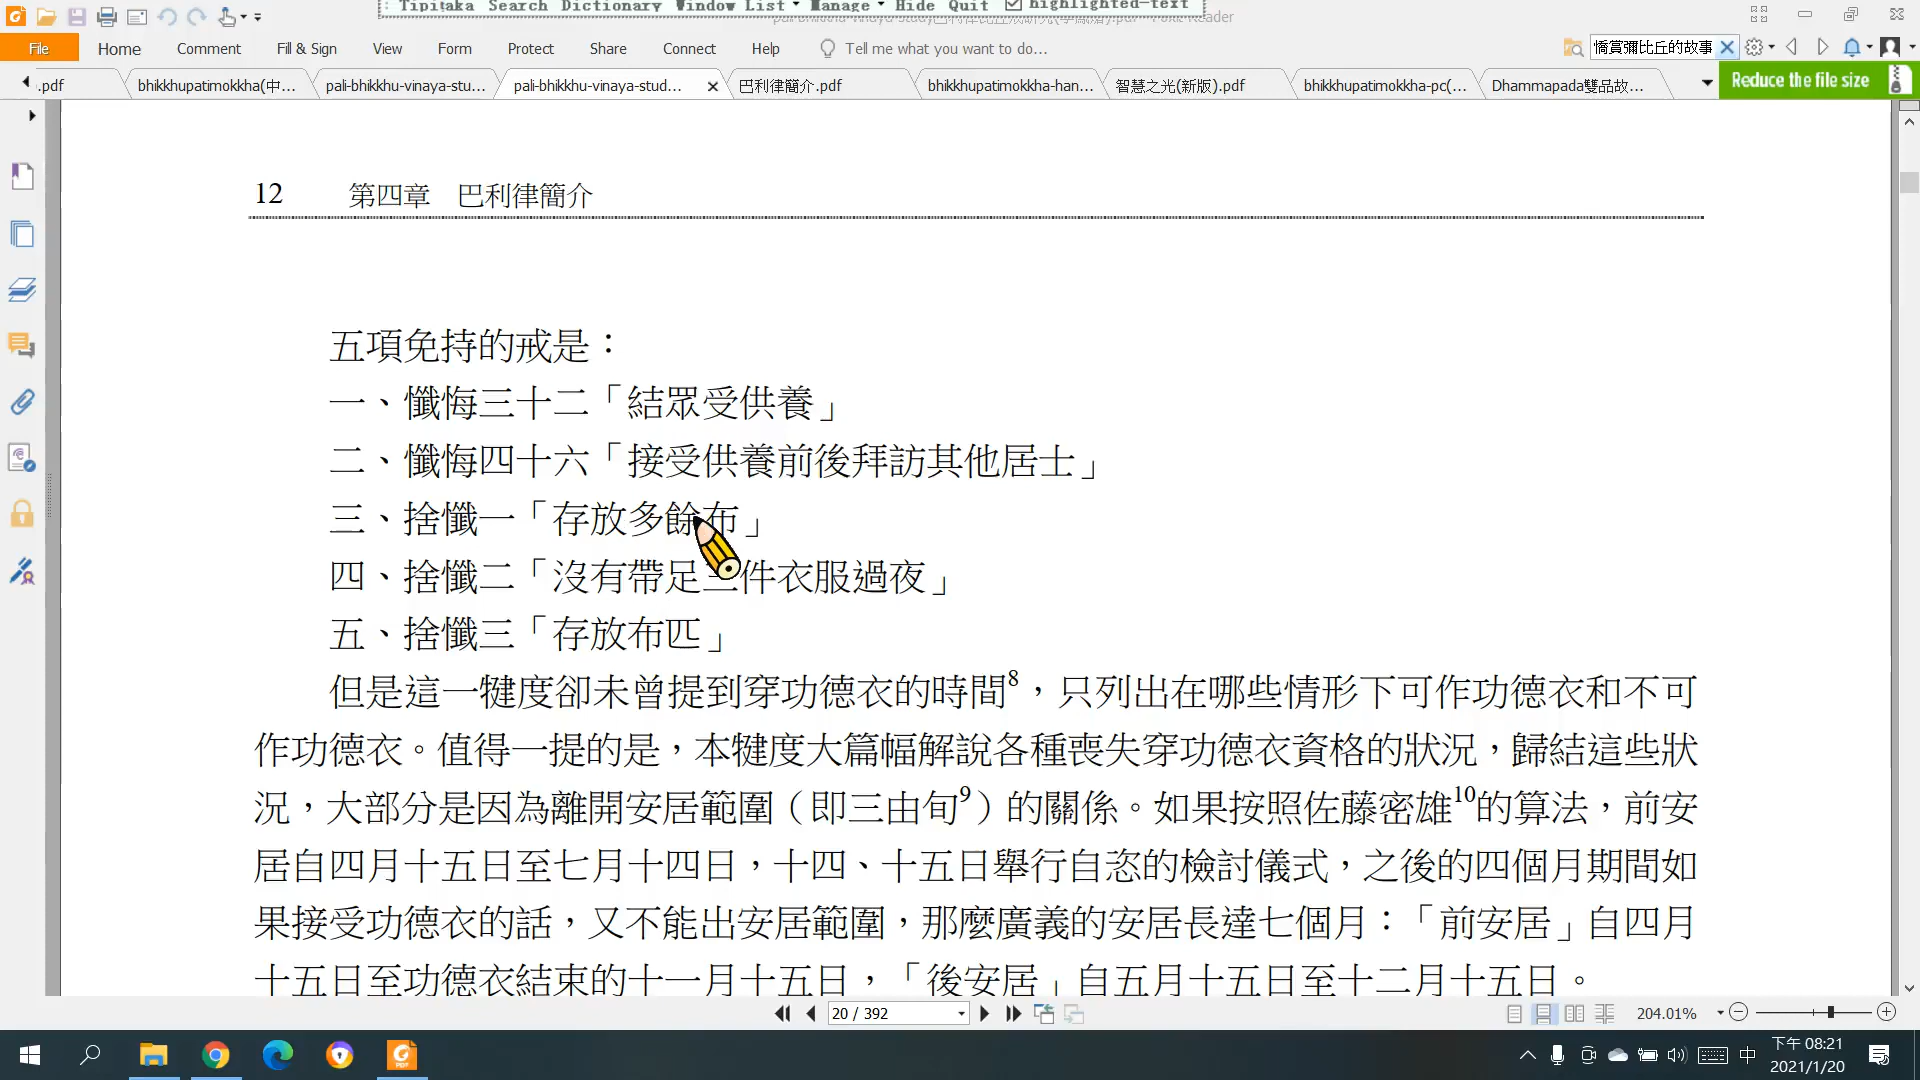 Tipitaka Search Dictionary Window List Manage Hide Quit highlighted-text
File Home Comment Fill & Sign View Form Protect Share Connect Help Tell me what you want to do... 憍賞彌比丘的故事
.pdf bhikkhupatimokkha(中... pali-bhikkhu-vinaya-stu... pali-bhikkhu-vinaya-stud... 巴利律簡介.pdf bhikkhupatimokkha-han... 智慧之光(新版).pdf bhikkhupatimokkha-pc(... Dhammapada雙品故... Reduce the file size
12 第四章 巴利律簡介
五項免持的戒是：
一、懺悔三十二「結眾受供養」
二、懺悔四十六「接受供養前後拜訪其他居士」
三、捨懺一「存放多餘布」
四、捨懺二「沒有帶足三件衣服過夜」
五、捨懺三「存放布匹」
但是這一犍度卻未曾提到穿功德衣的時間8，只列出在哪些情形下可作功德衣和不可
作功德衣。值得一提的是，本犍度大篇幅解說各種喪失穿功德衣資格的狀況，歸結這些狀
況，大部分是因為離開安居範圍（即三由旬9）的關係。如果按照佐藤密雄10的算法，前安
居自四月十五日至七月十四日，十四、十五日舉行自恣的檢討儀式，之後的四個月期間如
果接受功德衣的話，又不能出安居範圍，那麼廣義的安居長達七個月：「前安居」自四月
十五日至功德衣結束的十一月十五日，「後安居」自五月十五日至十二月十五日。
20 / 392 204.01%
中 下午 08:21
2021/1/20